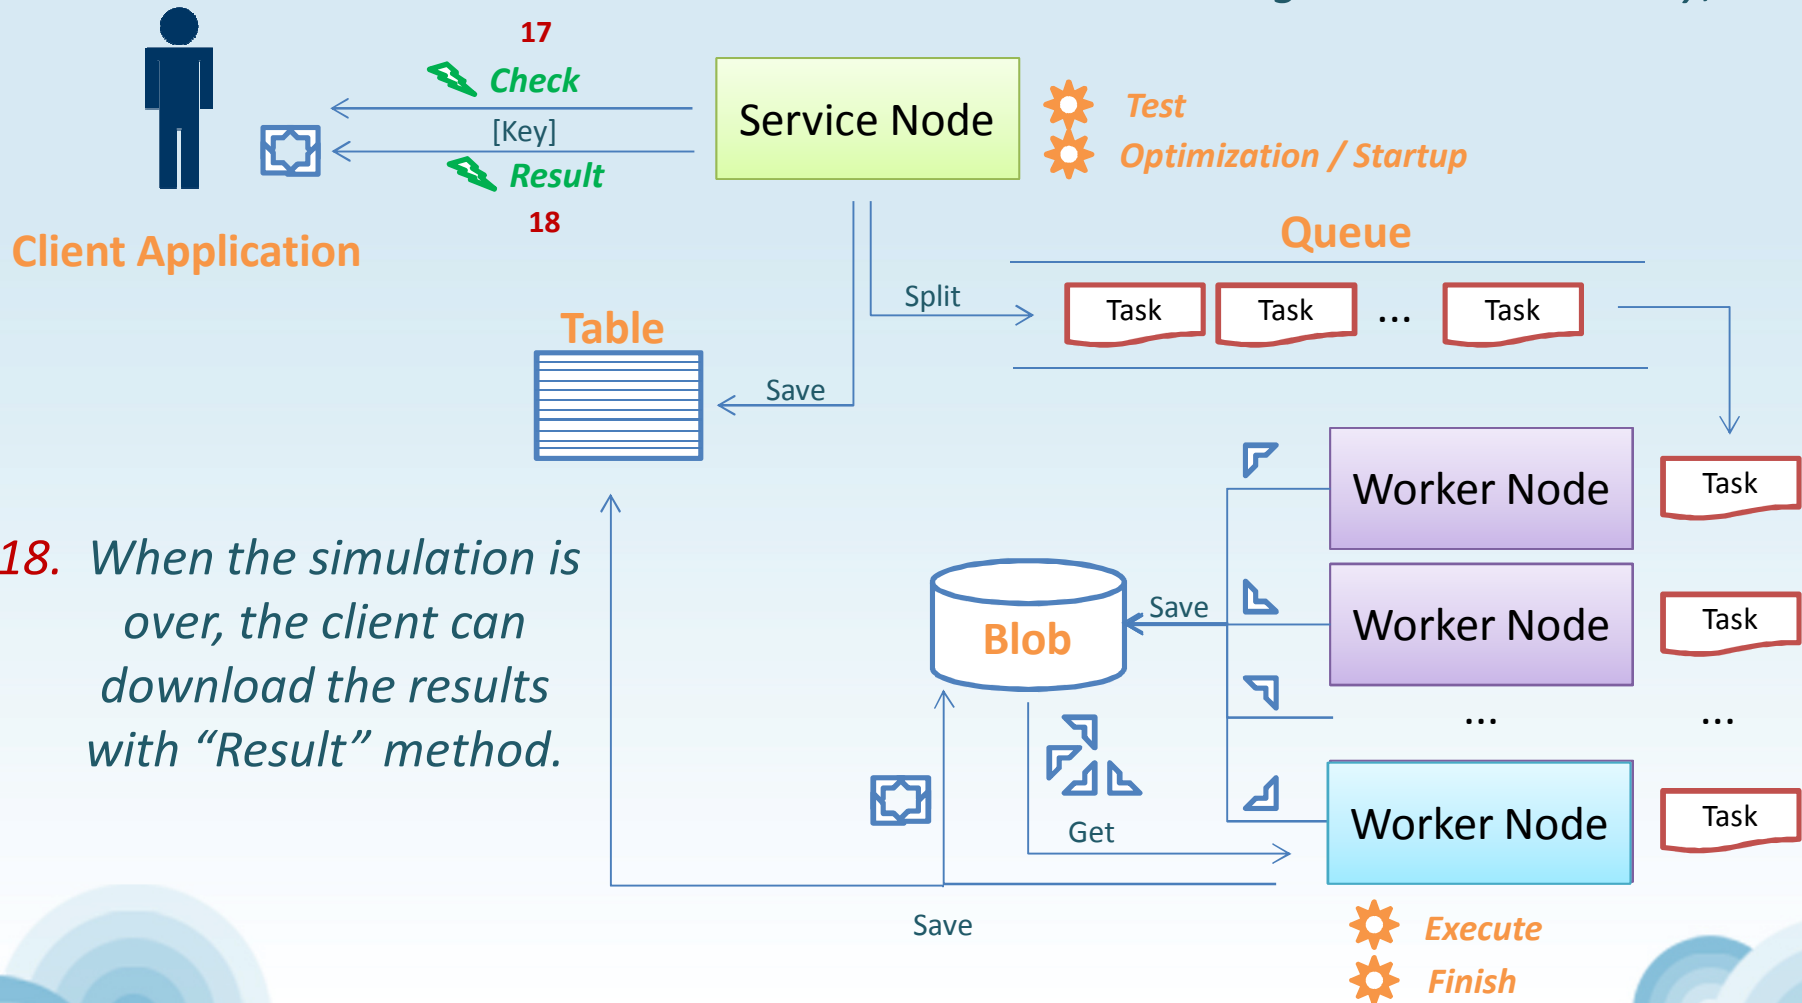 17
Check
[Key]
Result
18
Client Application
Service Node
Test
Optimization / Startup
Queue
Split
Task
Task
...
Task
Table
Save
18. When the simulation is
over, the client can
download the results
with “Result” method.
Worker Node
Task
Save
Blob
Worker Node
Task
...
...
Get
Worker Node
Task
Save
Execute
Finish